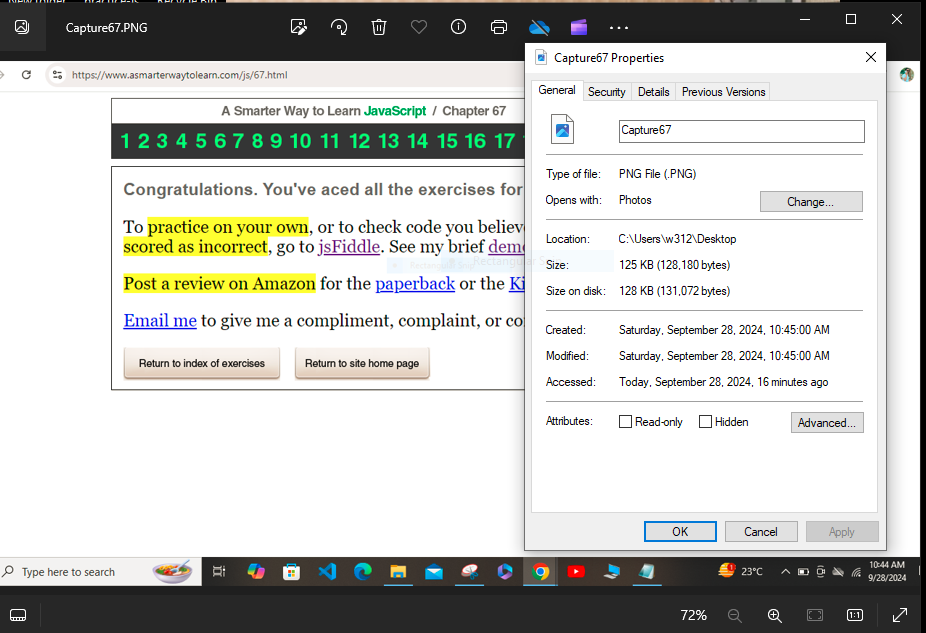 Capture67.PNG
Capture67 Properties
General
Security
Details
Previous Versions
https://www.asmarterwaytolearn.com/js/67.html
A Smarter Way to Learn JavaScript / Chapter 67
1 2 3 4 5 6 7 8 9 10 11 12 13 14 15 16 17
Congratulations. You've aced all the exercises for
To practice on your own, or to check code you believe
scored as incorrect, go to jsFiddle. See my brief demo
Post a review on Amazon for the paperback or the Ki
Email me to give me a compliment, complaint, or co
Return to index of exercises
Return to site home page
Capture67
Type of file: PNG File (.PNG)
Opens with: Photos
Change...
Location: C:\Users\w312\Desktop
Size: 125 KB (128,180 bytes)
Size on disk: 128 KB (131,072 bytes)
Created: Saturday, September 28, 2024, 10:45:00 AM
Modified: Saturday, September 28, 2024, 10:45:00 AM
Accessed: Today, September 28, 2024, 16 minutes ago
Attributes: Read-only Hidden
Advanced...
OK
Cancel
Apply
Type here to search
1
23°C
10:44 AM
9/28/2024
72%